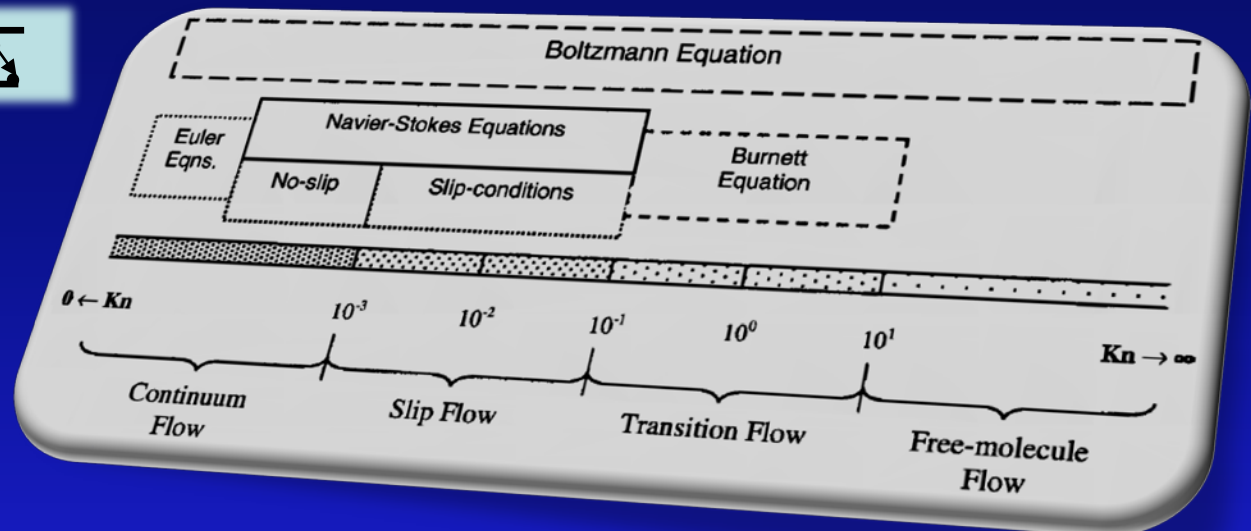 Boltzmann Equation
Euler
Eqns.
Navier-Stokes Equations
No-slip
Slip-conditions
Burnett
Equation
0 ← Kn
10⁻³
10⁻²
10⁻¹
10⁰
10¹
Kn → ∞
Continuum
Flow
Slip Flow
Transition Flow
Free-molecule
Flow